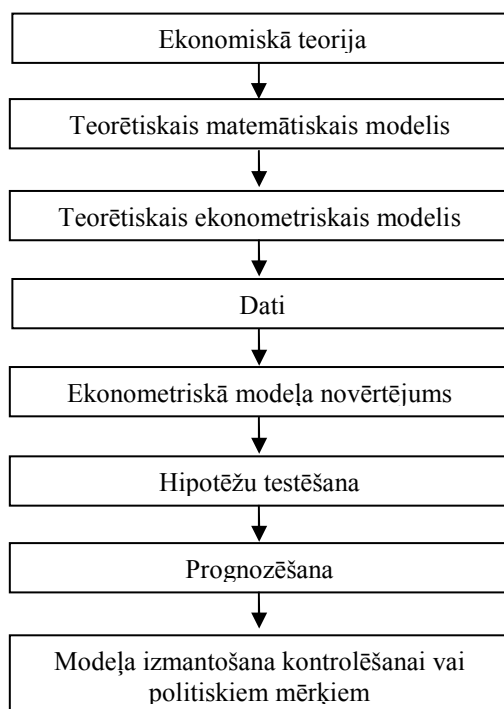 Ekonomiskā teorija
Teorētiskais matemātiskais modelis
Teorētiskais ekonometriskais modelis
Dati
Ekonometriskā modeļa novērtējums
Hipotēžu testēšana
Prognozēšana
Modeļa izmantošana kontrolēšanai vai
politiskiem mērķiem